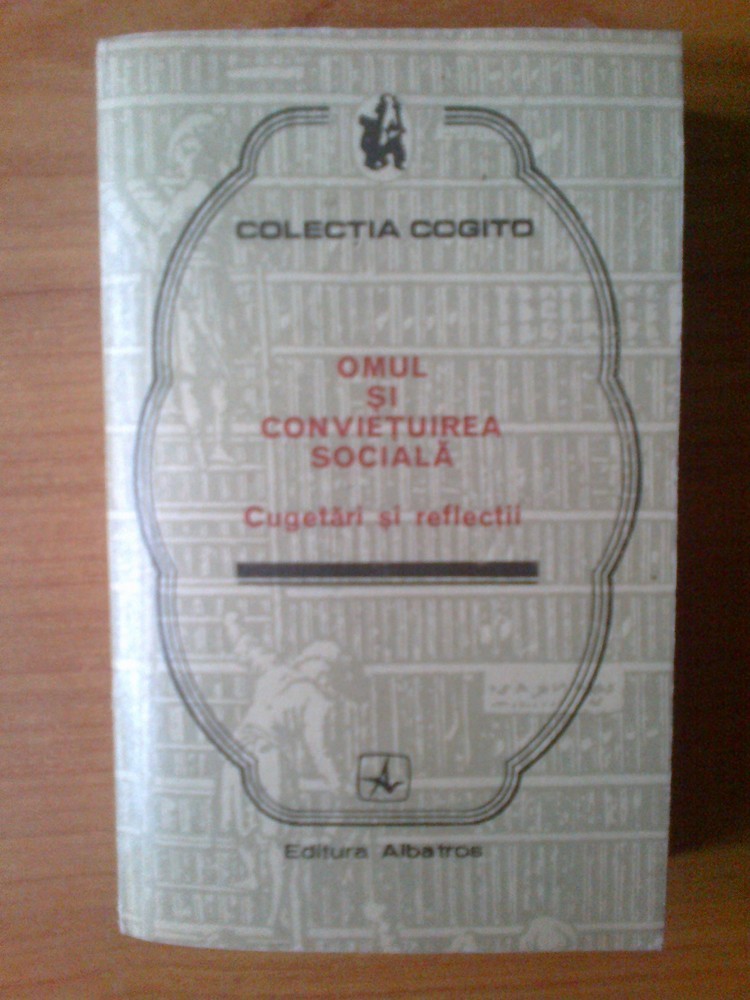 COLECȚIA COGITO
OMUL
ȘI
CONVIEȚUIREA
SOCIALĂ
Cugetări și reflecții
Editura Albatros